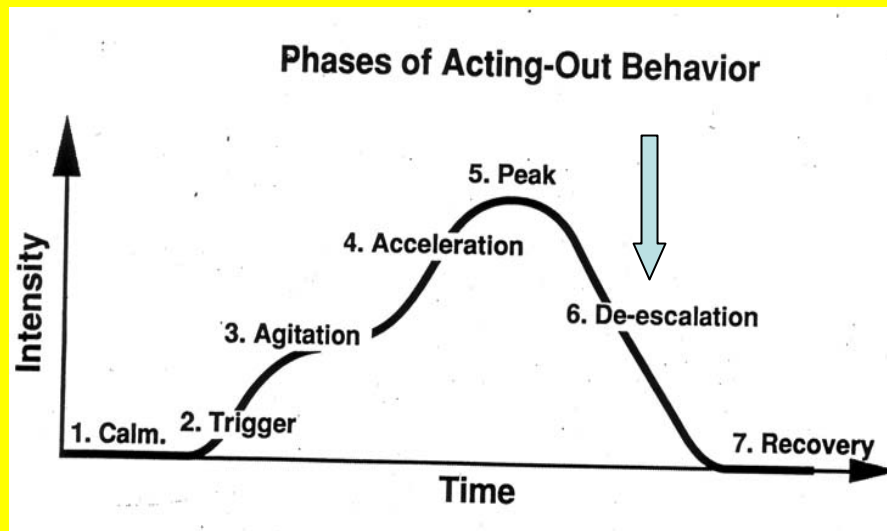 Phases of Acting-Out Behavior
5. Peak
4. Acceleration
6. De-escalation
3. Agitation
2. Trigger
1. Calm.
7. Recovery
Intensity
Time